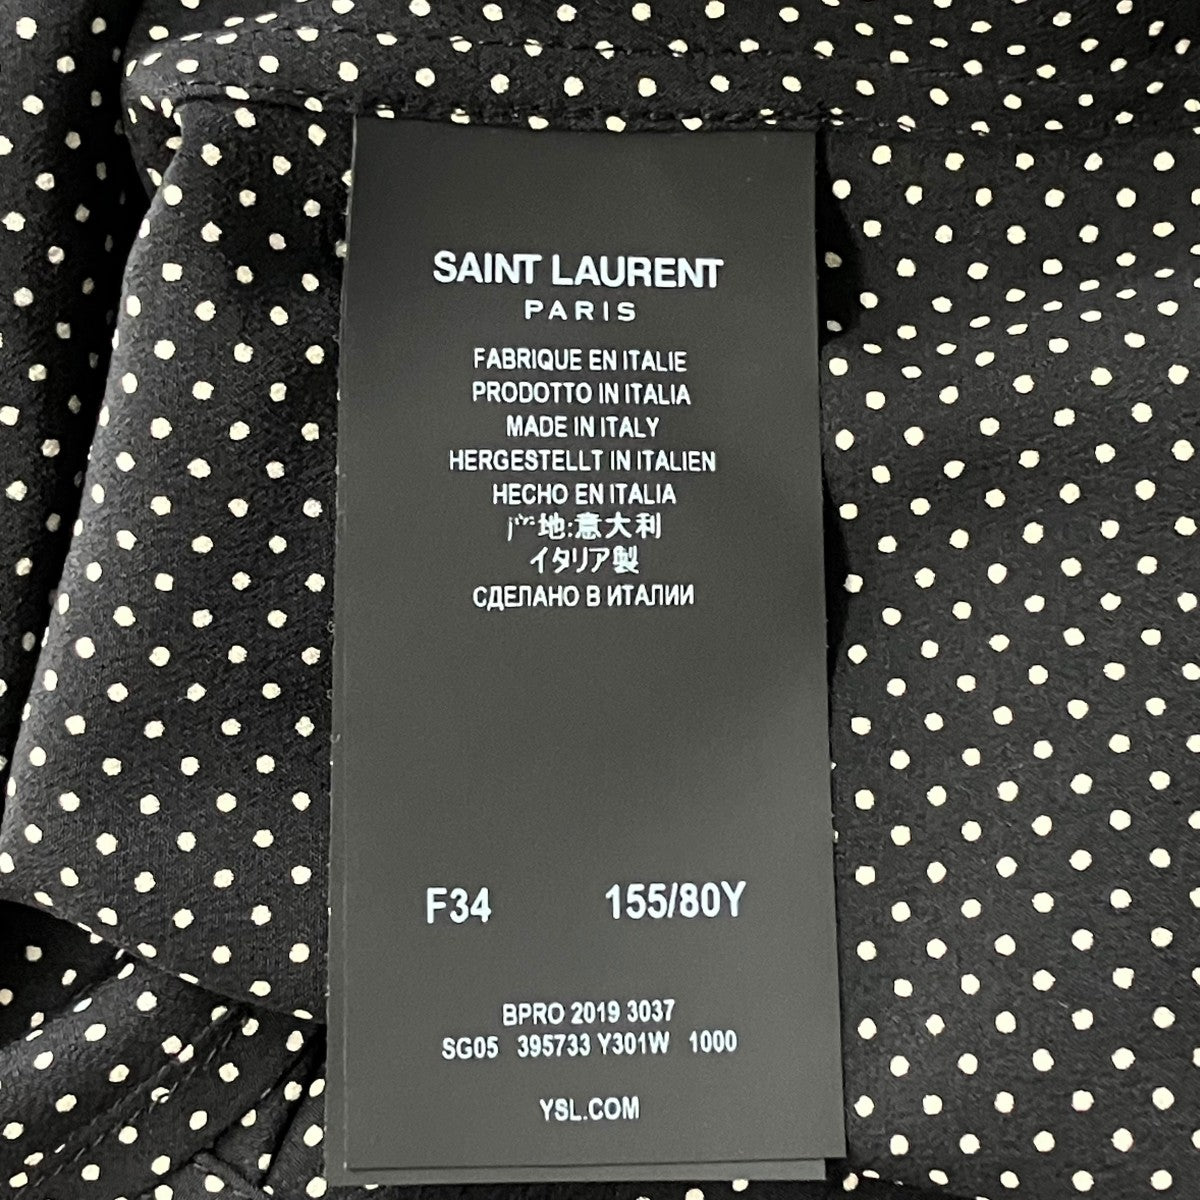 SAINT LAURENT
PARIS
FABRIQUE EN ITALIE
PRODOTTO IN ITALIA
MADE IN ITALY
HERGESTELLT IN ITALIEN
HECHO EN ITALIA
产地:意大利
イタリア製
СДЕЛАНО В ИТАЛИИ
F34 155/80Y
BPRO 2019 3037
SG05 395733 Y301W 1000
YSL.COM